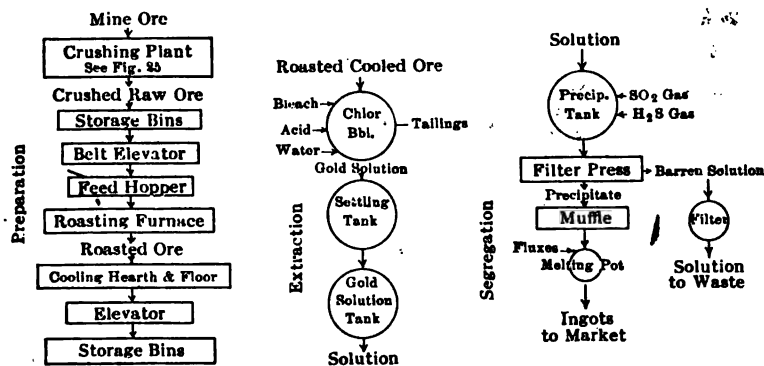 Preparation
Mine Ore
Crushing Plant
See Fig. 25
Crushed Raw Ore
Storage Bins
Belt Elevator
Feed Hopper
Roasting Furnace
Roasted Ore
Cooling Hearth & Floor
Elevator
Storage Bins
Extraction
Roasted Cooled Ore
Bleach
Acid
Water
Chlor
Bbl.
Tailings
Gold Solution
Settling
Tank
Gold
Solution
Tank
Solution
Segregation
Solution
Precip.
Tank
SO2 Gas
H2S Gas
Filter Press
Barren Solution
Precipitate
Muffle
Fluxes
Melting Pot
Ingots
to Market
Filter
Solution
to Waste